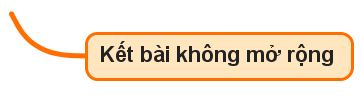 Kết bài không mở rộng